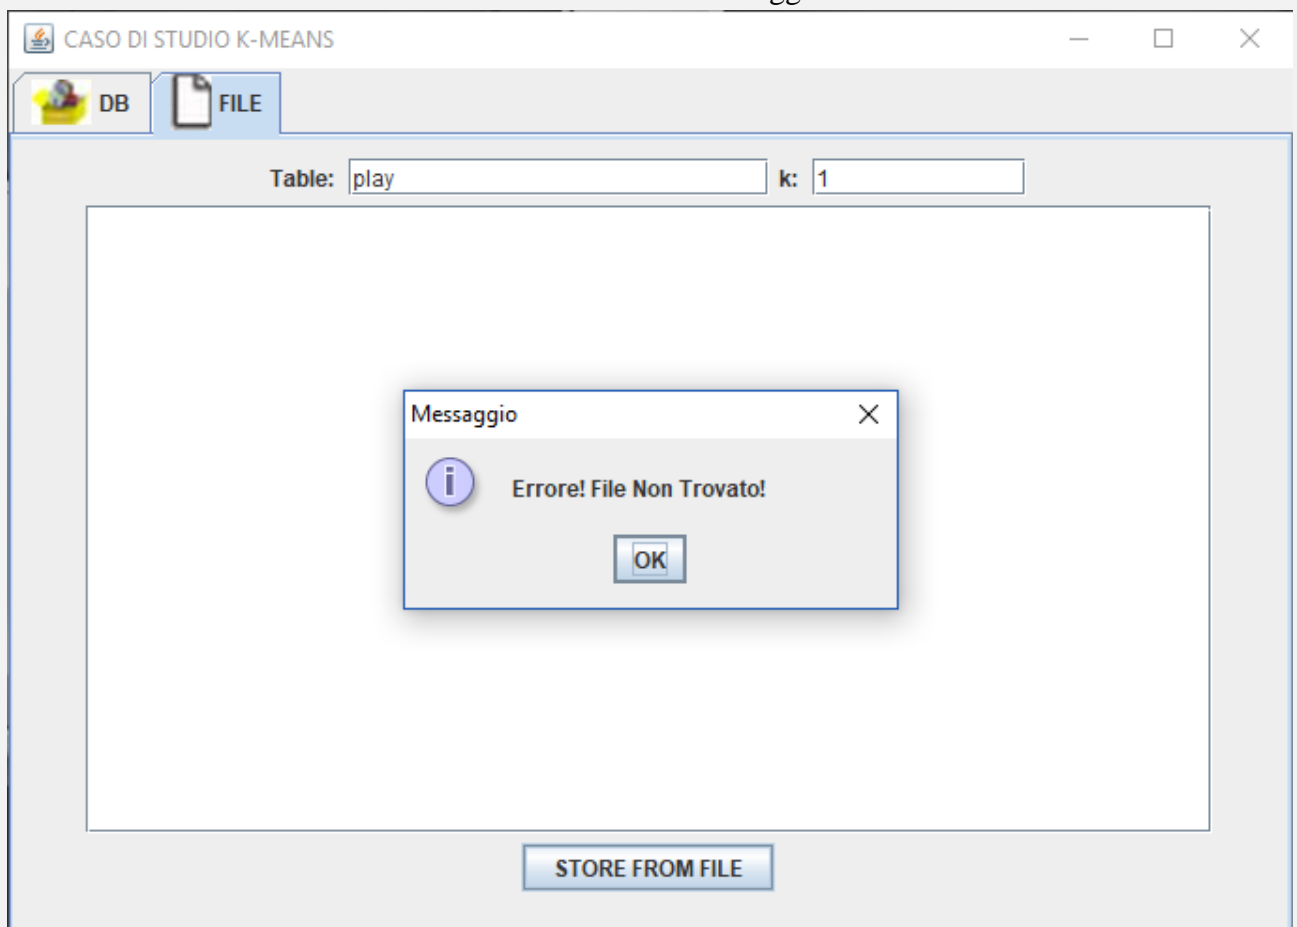 CASO DI STUDIO K-MEANS
DB FILE
Table: play k: 1
Messaggio
Errore! File Non Trovato!
OK
STORE FROM FILE